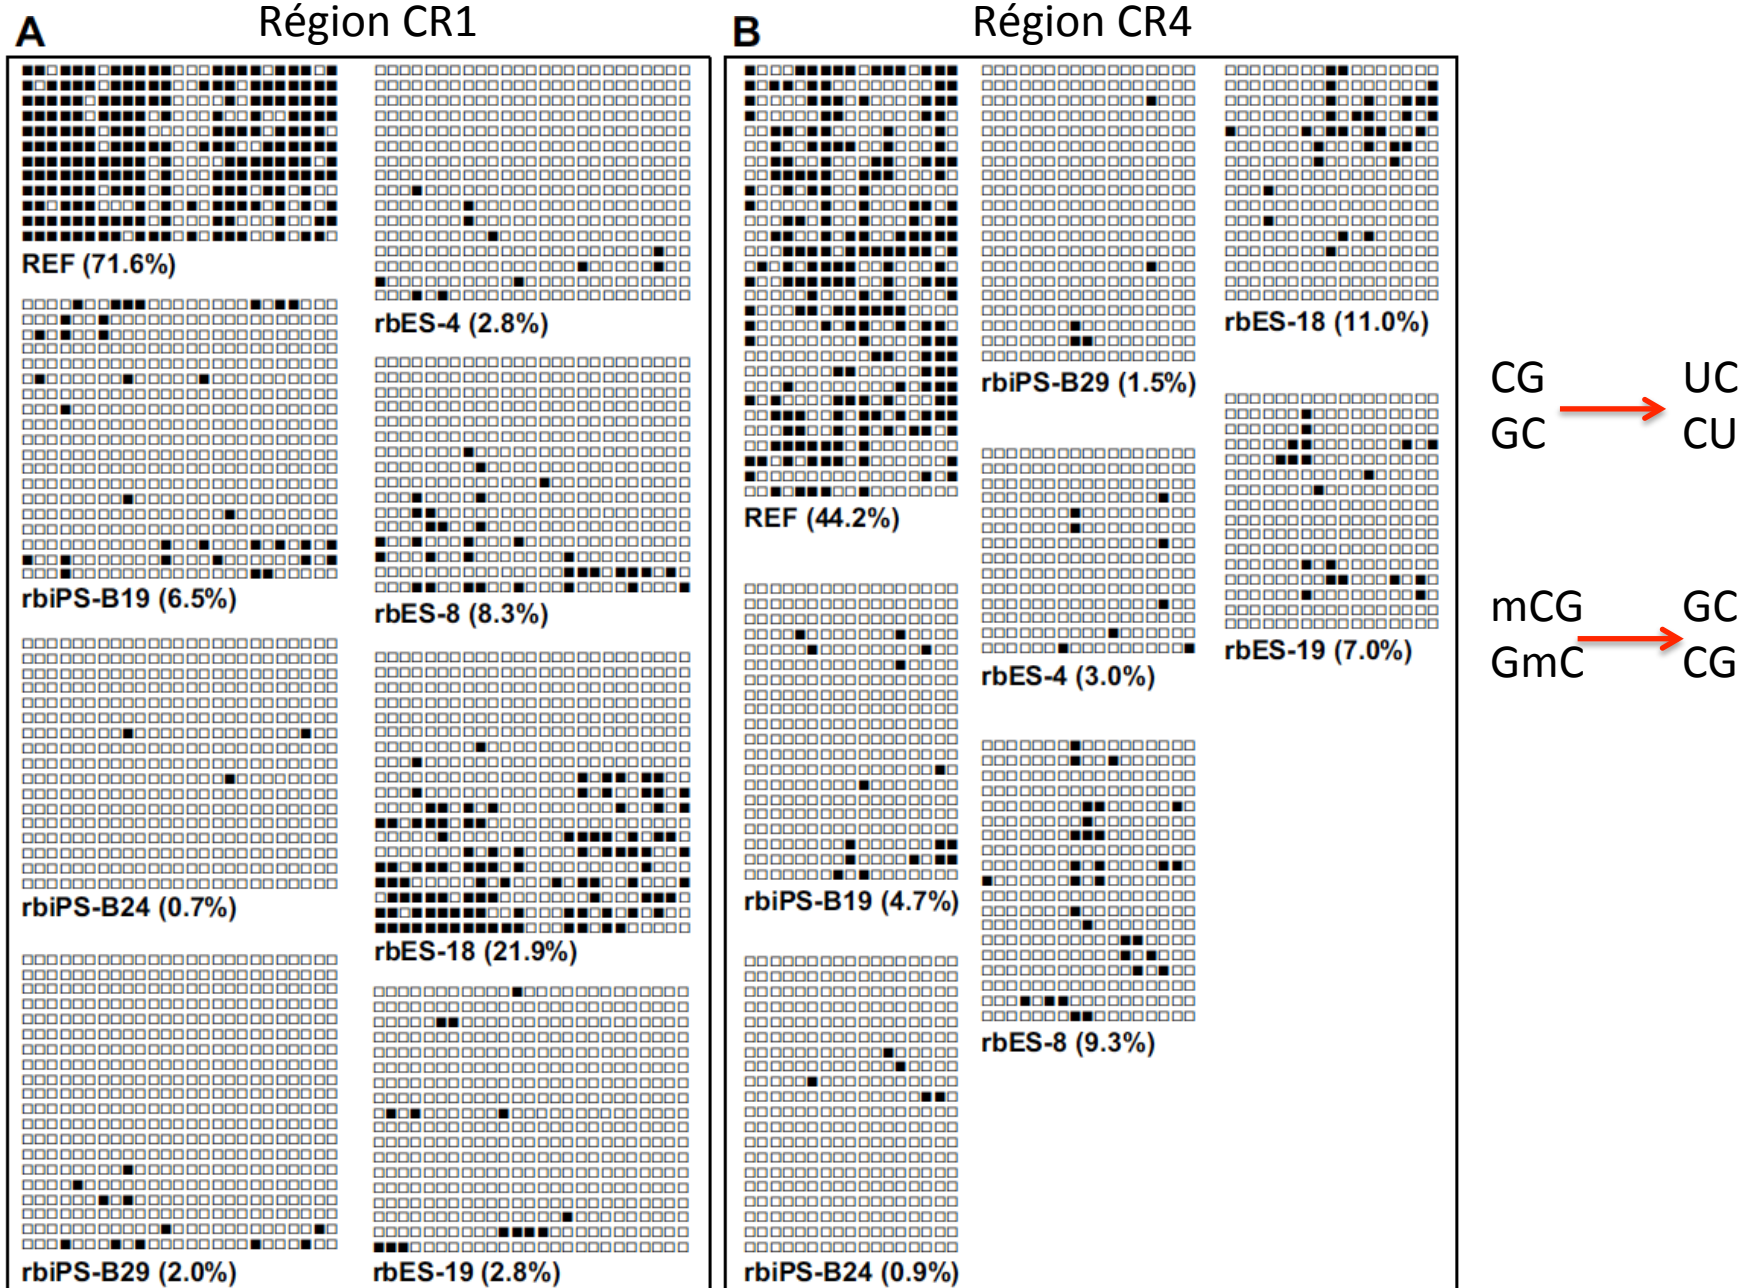 A
Région CR1
REF (71.6%)
rbiPS-B19 (6.5%)
rbiPS-B24 (0.7%)
rbiPS-B29 (2.0%)
rbES-4 (2.8%)
rbES-8 (8.3%)
rbES-18 (21.9%)
rbES-19 (2.8%)
B
Région CR4
REF (44.2%)
rbiPS-B19 (4.7%)
rbiPS-B24 (0.9%)
rbiPS-B29 (1.5%)
rbES-4 (3.0%)
rbES-8 (9.3%)
rbES-18 (11.0%)
rbES-19 (7.0%)
CG UC
GC CU
mCG GC
GmC CG